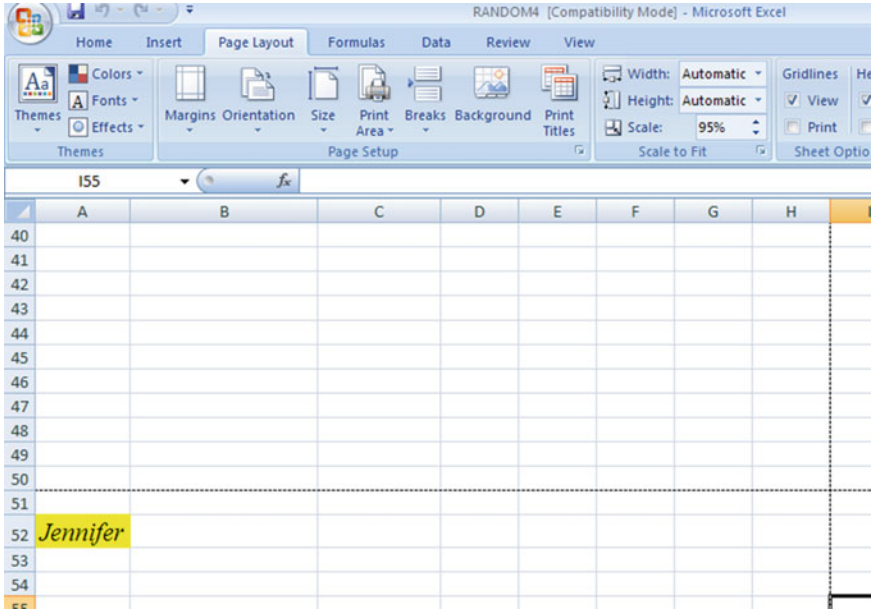 RANDOM4 [Compatibility Mode] - Microsoft Excel
Home Insert Page Layout Formulas Data Review View
Themes
Colors
Fonts
Effects
Themes
Margins
Orientation
Size
Print Area
Breaks
Background
Print Titles
Page Setup
Width: Automatic
Height: Automatic
Scale: 95%
Scale to Fit
Gridlines
View
Print
He
Sheet Optio
I55 fx
A B C D E F G H I
40
41
42
43
44
45
46
47
48
49
50
51
52 Jennifer
53
54
55